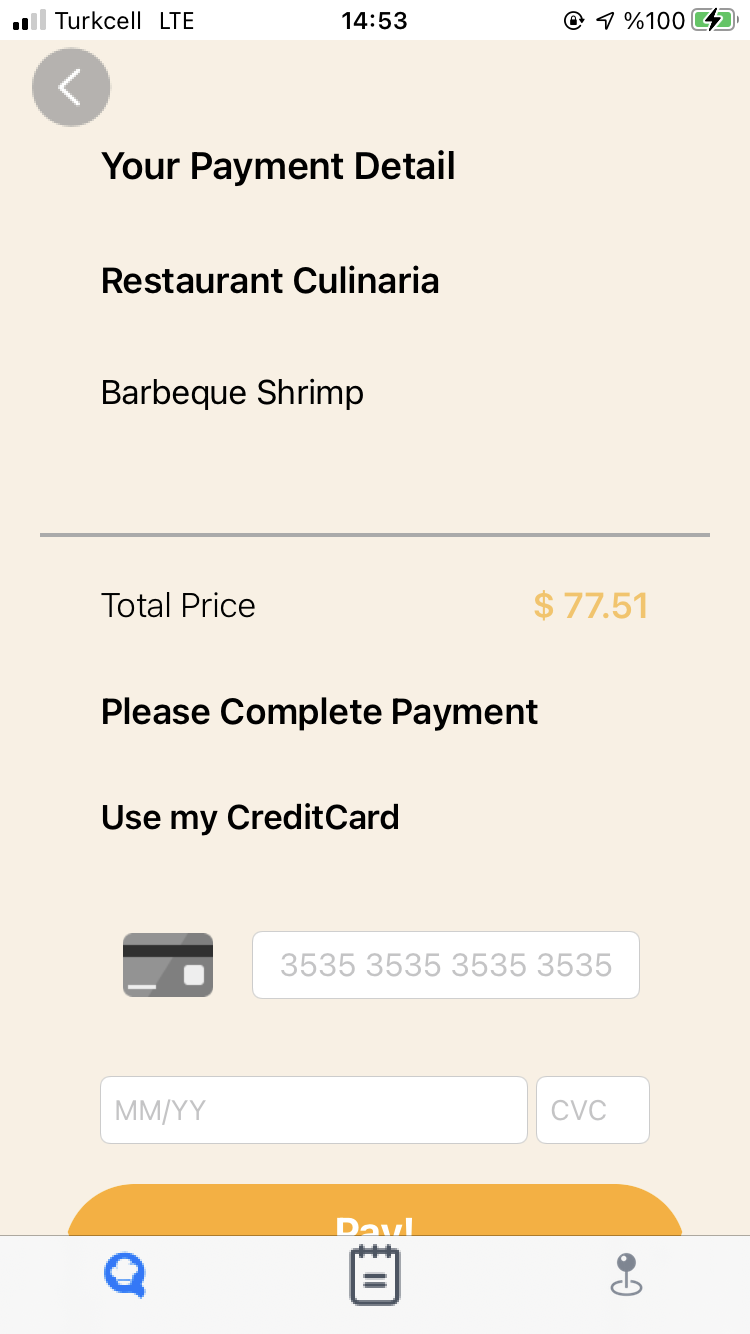 Turkcell LTE 14:53 %100
Your Payment Detail
Restaurant Culinaria
Barbeque Shrimp
Total Price $ 77.51
Please Complete Payment
Use my CreditCard
3535 3535 3535 3535
MM/YY CVC
Pay!